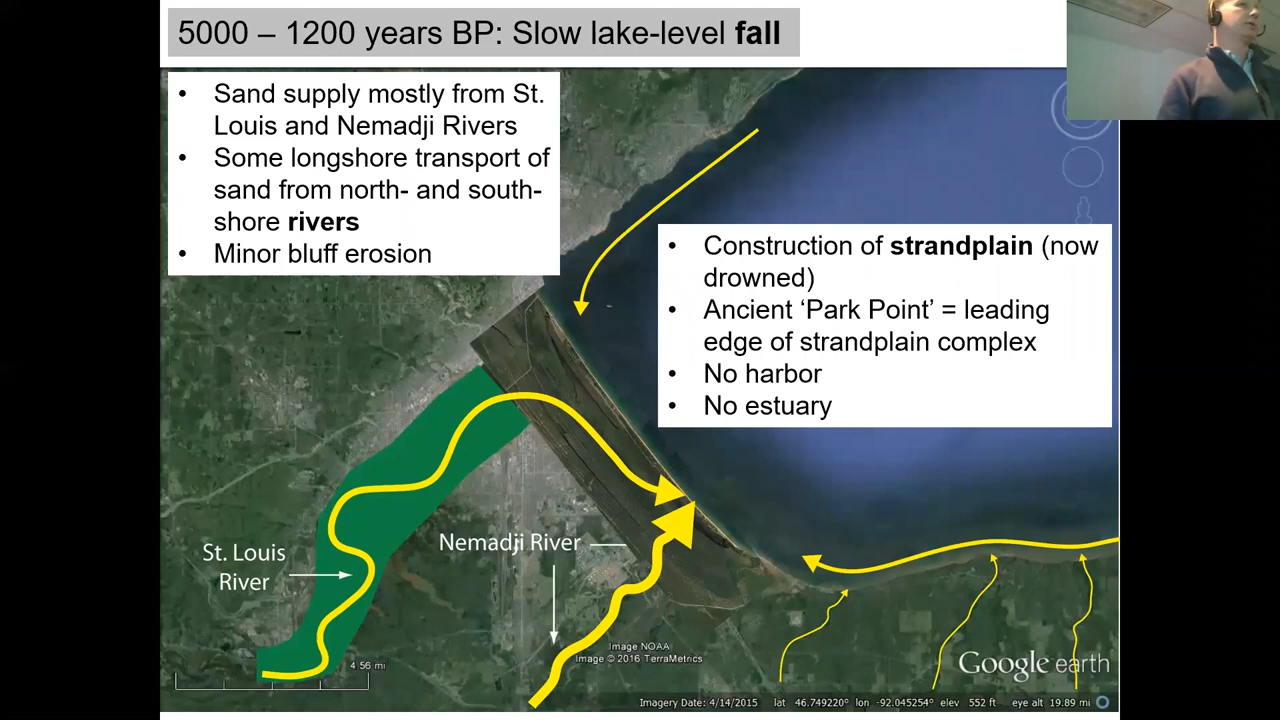 5000 – 1200 years BP: Slow lake-level fall
• Sand supply mostly from St.
Louis and Nemadji Rivers
• Some longshore transport of
sand from north- and south-
shore rivers
• Minor bluff erosion
• Construction of strandplain (now
drowned)
• Ancient ‘Park Point’ = leading
edge of strandplain complex
• No harbor
• No estuary
St. Louis
River
Nemadji River
4 56 mi
Image NOAA
Image © 2016 TerraMetrics
Google earth
Imagery Date: 4/14/2015 lat 46.749220° lon -92.045254° elev 552 ft eye alt 19.89 mi